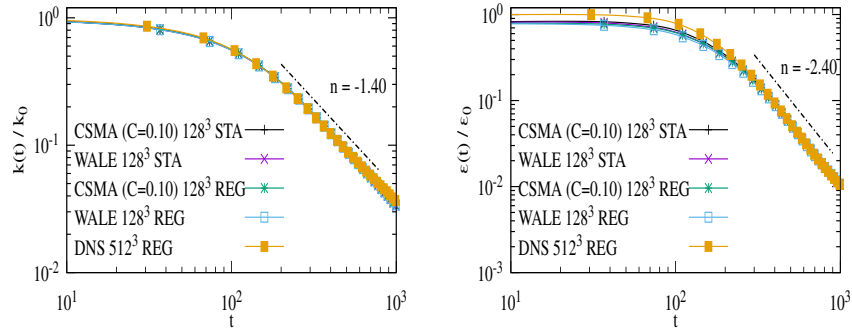 10^0
10^-1
10^-2
k(t) / k_0
n = -1.40
CSMA (C=0.10) 128^3 STA
WALE 128^3 STA
CSMA (C=0.10) 128^3 REG
WALE 128^3 REG
DNS 512^3 REG
10^1 10^2 10^3
t
10^0
10^-1
10^-2
10^-3
ε(t) / ε_0
n = -2.40
CSMA (C=0.10) 128^3 STA
WALE 128^3 STA
CSMA (C=0.10) 128^3 REG
WALE 128^3 REG
DNS 512^3 REG
10^1 10^2 10^3
t